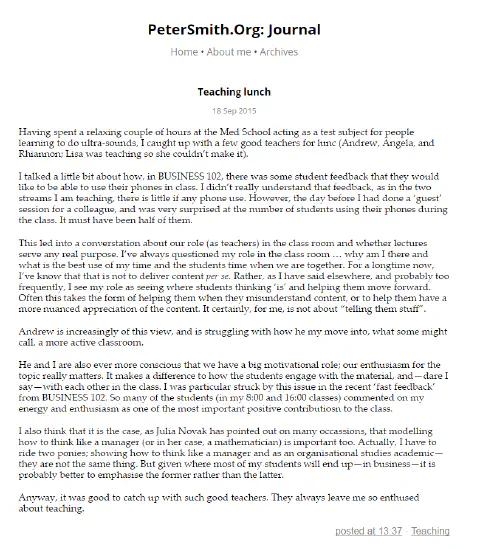 PeterSmith.Org: Journal
Home • About me • Archives
Teaching lunch
18 Sep 2015
Having spent a relaxing couple of hours at the Med School acting as a test subject for people
learning to do ultra-sounds, I caught up with a few good teachers for lunc (Andrew, Angela, and
Rhiannon; Lisa was teaching so she couldn't make it).
I talked a little bit about how, in BUSINESS 102, there was some student feedback that they would
like to be able to use their phones in class. I didn't really understand that feedback, as in the two
streams I am teaching, there is little if any phone use. However, the day before I had done a 'guest'
session for a colleague, and was very surprised at the number of students using their phones during
the class. It must have been half of them.
This led into a converstation about our role (as teachers) in the class room and whether lectures
serve any real purpose. I've always questioned my role in the class room … why am I there and
what is the best use of my time and the students time when we are together. For a longtime now,
I've know that that is not to deliver content per se. Rather, as I have said elsewhere, and probably too
frequently, I see my role as seeing where students thinking 'is' and helping them move forward.
Often this takes the form of helping them when they misunderstand content, or to help them have a
more nuanced appreciation of the content. It certainly, for me, is not about "telling them stuff".
Andrew is increasingly of this view, and is struggling with how he my move into, what some might
call, a more active classroom.
He and I are also ever more conscious that we have a big motivational role; our enthusiasm for the
topic really matters. It makes a difference to how the students engage with the material, and—dare I
say—with each other in the class. I was particular struck by this issue in the recent 'fast feedback'
from BUSINESS 102. So many of the students (in my 8:00 and 16:00 classes) commented on my
energy and enthusiasm as one of the most important positive contributiosn to the class.
I also think that it is the case, as Julia Novak has pointed out on many occassions, that modelling
how to think like a manager (or in her case, a mathematician) is important too. Actually, I have to
ride two ponies; showing how to think like a manager and as an organisational studies academic—
they are not the same thing. But given where most of my students will end up—in business—it is
probably better to emphasise the former rather than the latter.
Anyway, it was good to catch up with such good teachers. They always leave me so enthused
about teaching.
posted at 13:37 · Teaching